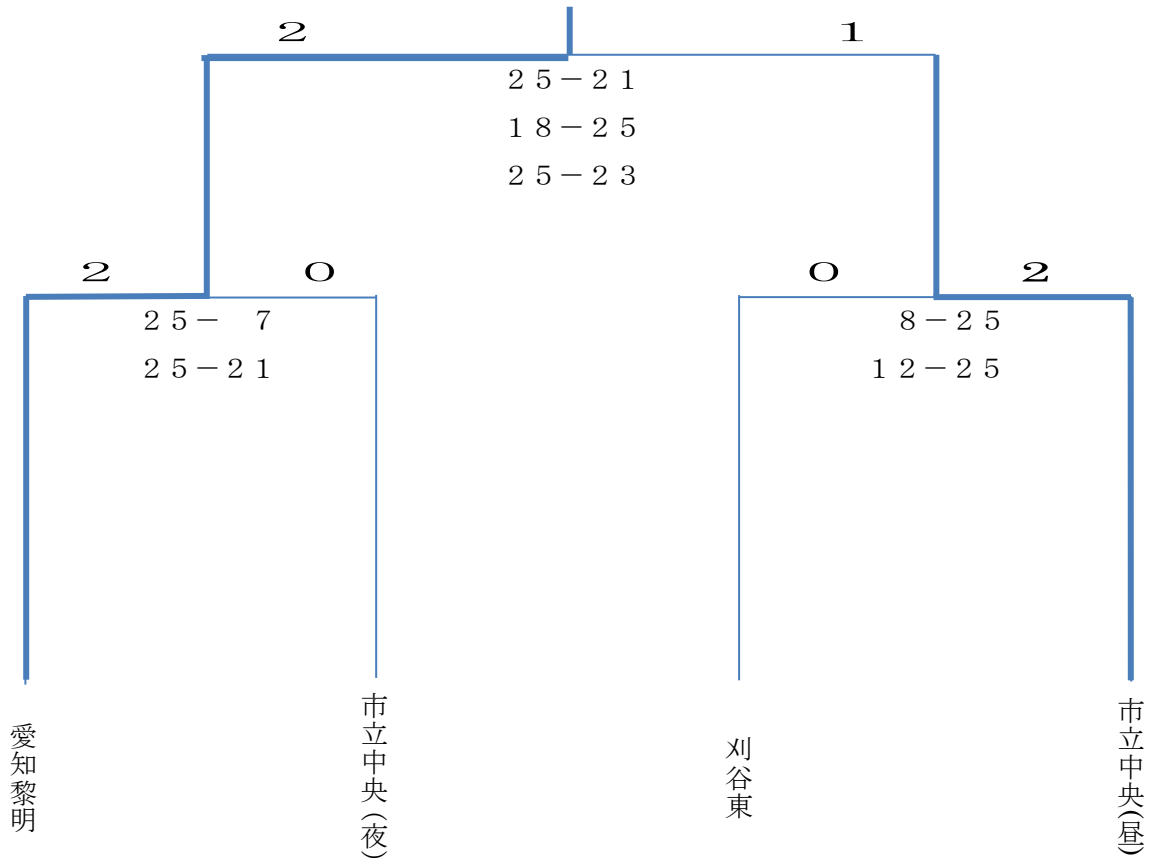 ２ １
２５－２１
１８－２５
２５－２３
２ ０ ０ ２
２５－　７ ８－２５
２５－２１ １２－２５
愛知黎明
市立中央（夜）
刈谷東
市立中央(昼)